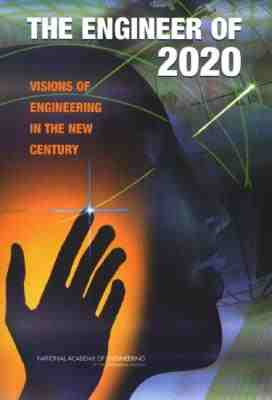 THE ENGINEER OF
2020
VISIONS OF
ENGINEERING
IN THE NEW
CENTURY
NATIONAL ACADEMY OF ENGINEERING